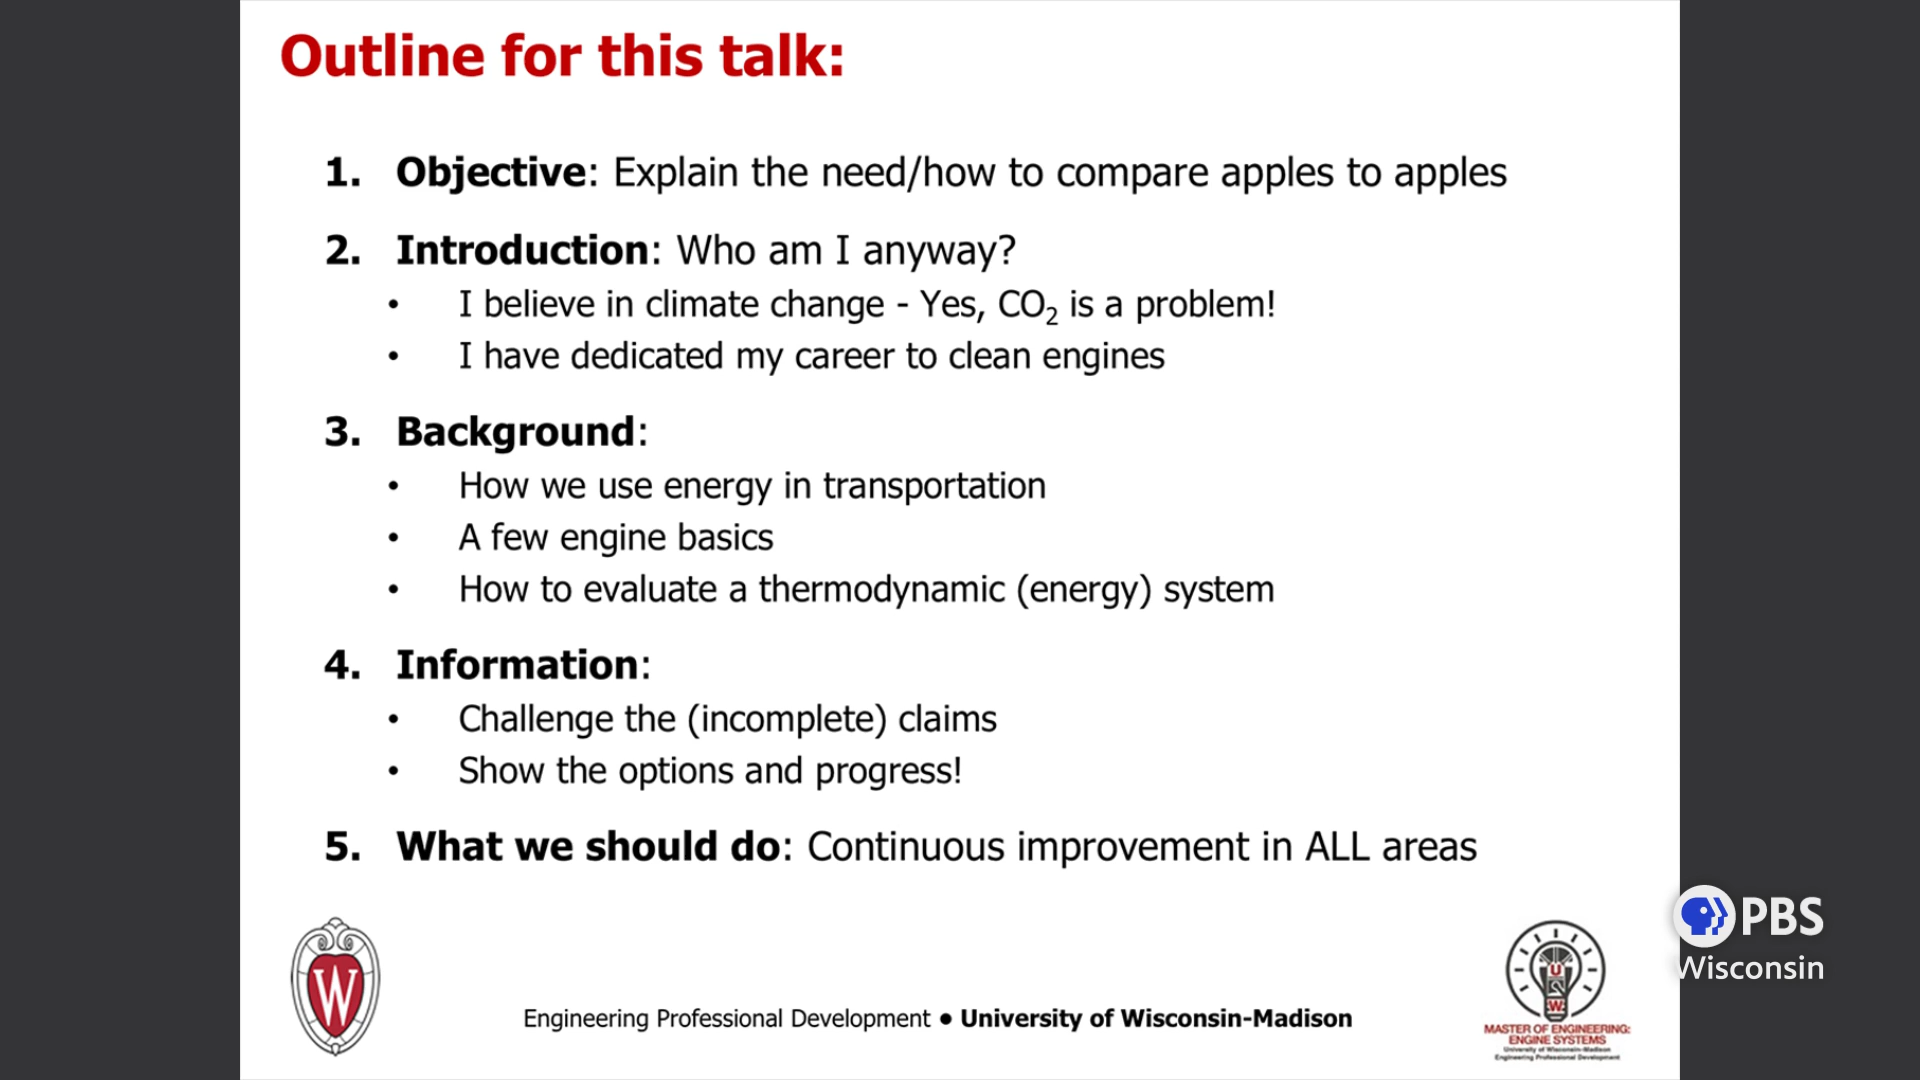 Outline for this talk:
1. Objective: Explain the need/how to compare apples to apples
2. Introduction: Who am I anyway?
• I believe in climate change - Yes, CO₂ is a problem!
• I have dedicated my career to clean engines
3. Background:
• How we use energy in transportation
• A few engine basics
• How to evaluate a thermodynamic (energy) system
4. Information:
• Challenge the (incomplete) claims
• Show the options and progress!
5. What we should do: Continuous improvement in ALL areas
W
Engineering Professional Development ● University of Wisconsin-Madison
U
W
MASTER OF ENGINEERING:
ENGINE SYSTEMS
University of Wisconsin-Madison
Engineering Professional Development
PBS
Wisconsin